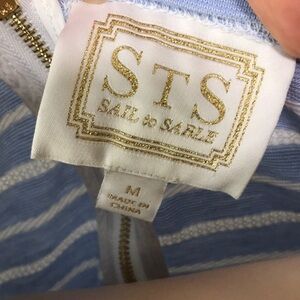 STS
SAIL to SABLE
M
MADE IN
CHINA